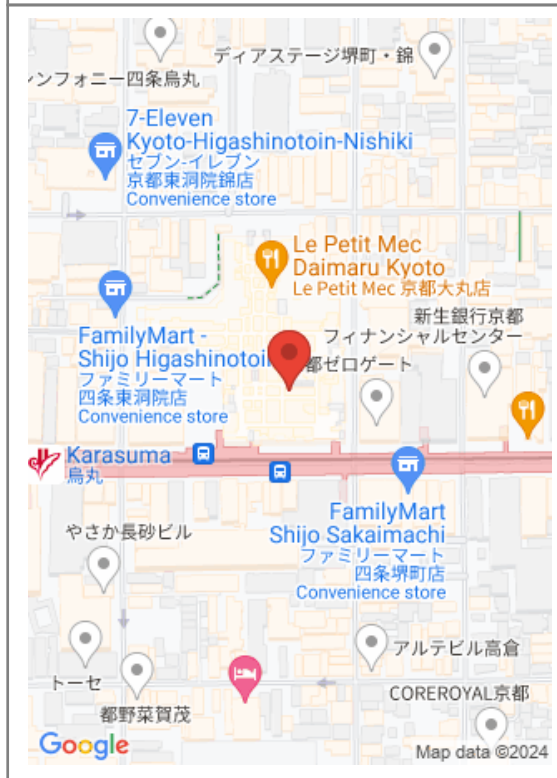 ディアステージ堺町・錦
ンフォニー四条烏丸
7-Eleven
Kyoto-Higashinotoin-Nishiki
セブン-イレブン
京都東洞院錦店
Convenience store
Le Petit Mec
Daimaru Kyoto
Le Petit Mec 京都大丸店
新生銀行京都
フィナンシャルセンター
FamilyMart -
Shijo Higashinotoi
ファミリーマート
四条東洞院店
Convenience store
都ゼロゲート
Karasuma
烏丸
FamilyMart
Shijo Sakaimachi
ファミリーマート
四条堺町店
Convenience store
やさか長砂ビル
アルテビル高倉
トーセ
都野菜賀茂
COREROYAL京都
Google
Map data ©2024